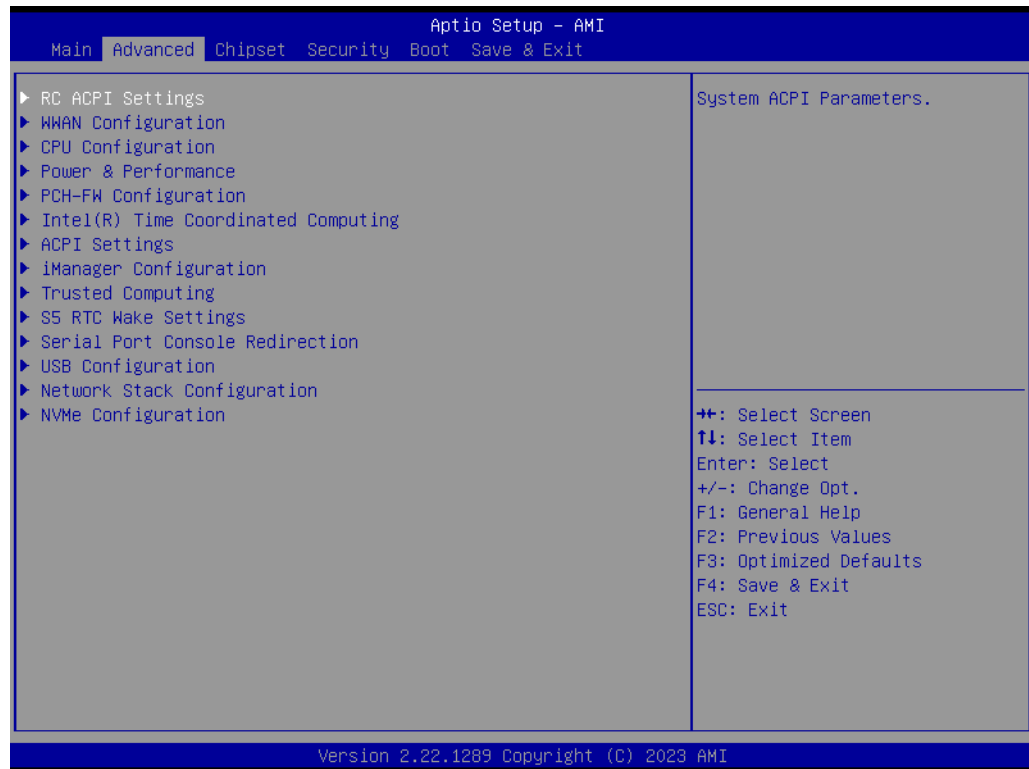 Aptio Setup – AMI
Main Advanced Chipset Security Boot Save & Exit
▶ RC ACPI Settings
▶ WWAN Configuration
▶ CPU Configuration
▶ Power & Performance
▶ PCH-FW Configuration
▶ Intel(R) Time Coordinated Computing
▶ ACPI Settings
▶ iManager Configuration
▶ Trusted Computing
▶ S5 RTC Wake Settings
▶ Serial Port Console Redirection
▶ USB Configuration
▶ Network Stack Configuration
▶ NVMe Configuration
System ACPI Parameters.
→←: Select Screen
↑↓: Select Item
Enter: Select
+/-: Change Opt.
F1: General Help
F2: Previous Values
F3: Optimized Defaults
F4: Save & Exit
ESC: Exit
Version 2.22.1289 Copyright (C) 2023 AMI